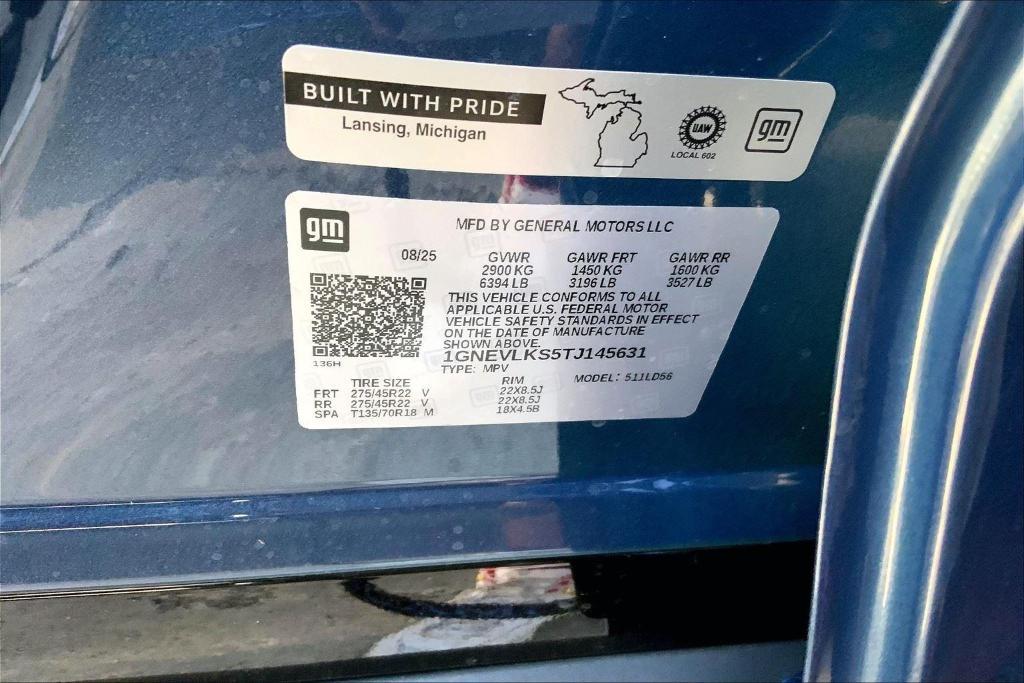 BUILT WITH PRIDE
Lansing, Michigan
UAW
LOCAL 602
gm
gm
MFD BY GENERAL MOTORS LLC
08/25 GVWR GAWR FRT GAWR RR
2900 KG 1450 KG 1600 KG
6394 LB 3196 LB 3527 LB
THIS VEHICLE CONFORMS TO ALL
APPLICABLE U.S. FEDERAL MOTOR
VEHICLE SAFETY STANDARDS IN EFFECT
ON THE DATE OF MANUFACTURE
SHOWN ABOVE.
1GNEVLKS5TJ145631
136H
TYPE: MPV MODEL: 51JLD56
TIRE SIZE RIM
FRT 275/45R22 V 22X8.5J
RR 275/45R22 V 22X8.5J
SPA T135/70R18 M 18X4.5B